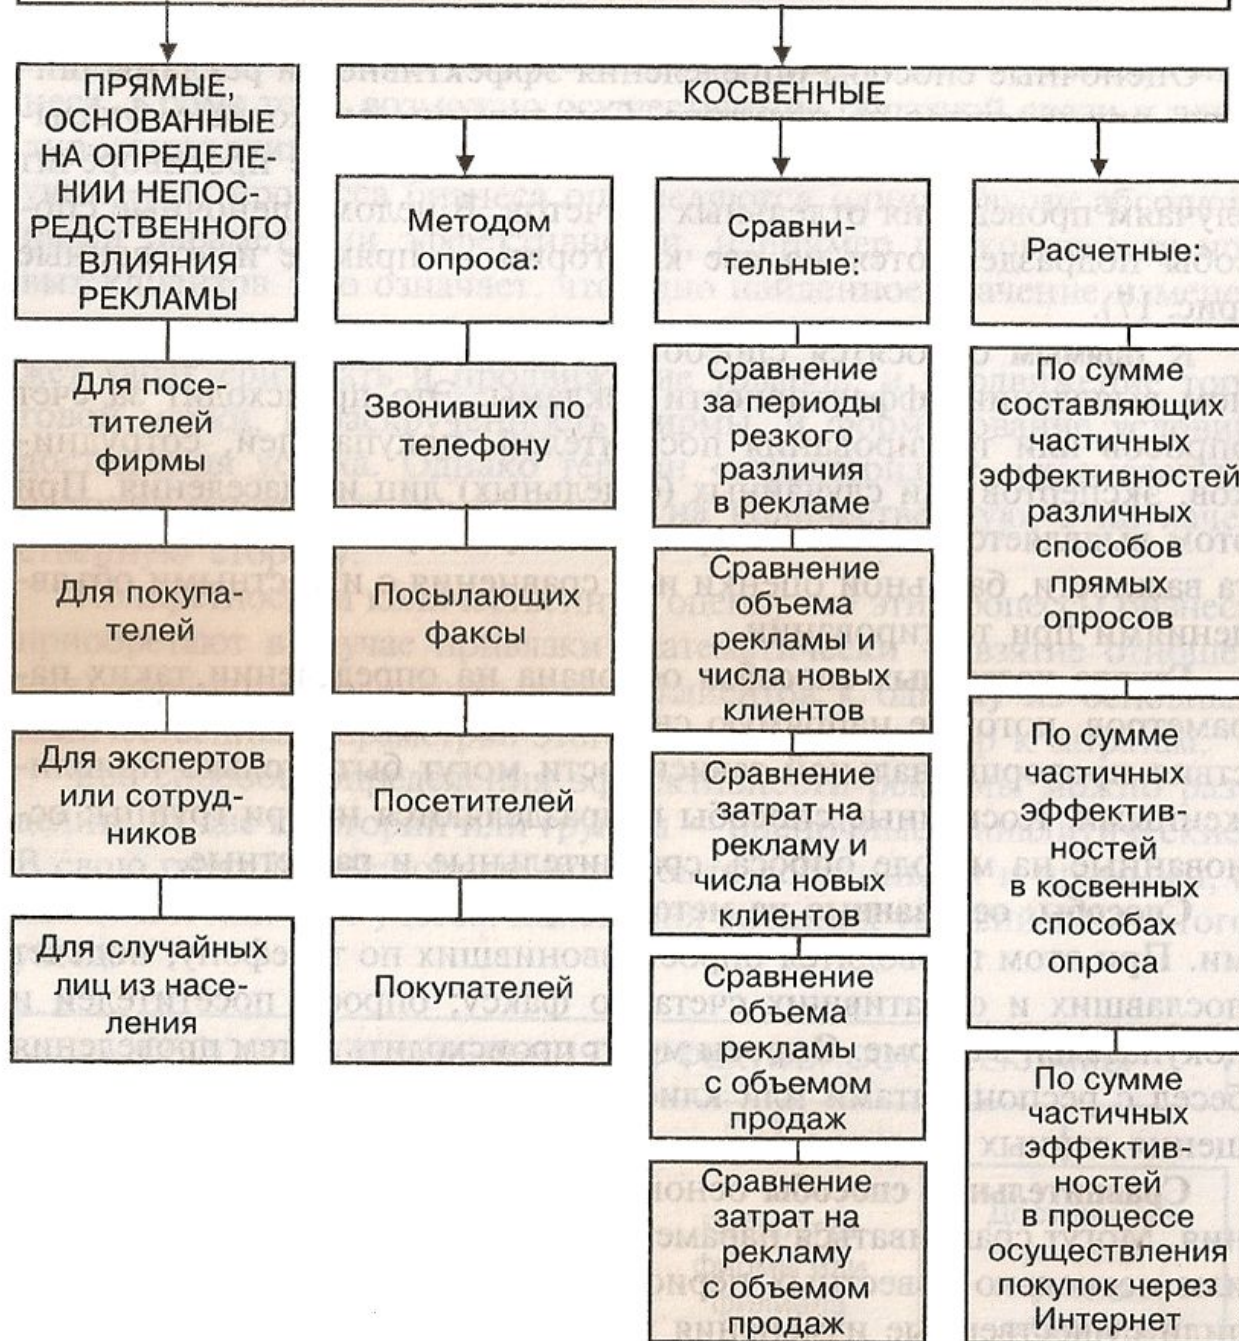 ПРЯМЫЕ,
ОСНОВАННЫЕ
НА ОПРЕДЕЛЕ-
НИИ НЕПОС-
РЕДСТВЕННОГО
ВЛИЯНИЯ
РЕКЛАМЫ
Для посе-
тителей
фирмы
Для покупа-
телей
Для экспертов
или сотруд-
ников
Для случайных
лиц из насе-
ления
КОСВЕННЫЕ
Методом
опроса:
Звонивших по
телефону
Посылающих
факсы
Посетителей
Покупателей
Сравни-
тельные:
Сравнение
за периоды
резкого
различия
в рекламе
Сравнение
объема
рекламы и
числа новых
клиентов
Сравнение
затрат на
рекламу и
числа новых
клиентов
Сравнение
объема
рекламы
с объемом
продаж
Сравнение
затрат на
рекламу
с объемом
продаж
Расчетные:
По сумме
составляющих
частичных
эффективностей
различных
способов
прямых
опросов
По сумме
частичных
эффектив-
ностей
в косвенных
способах
опроса
По сумме
частичных
эффектив-
ностей
в процессе
осуществления
покупок через
Интернет